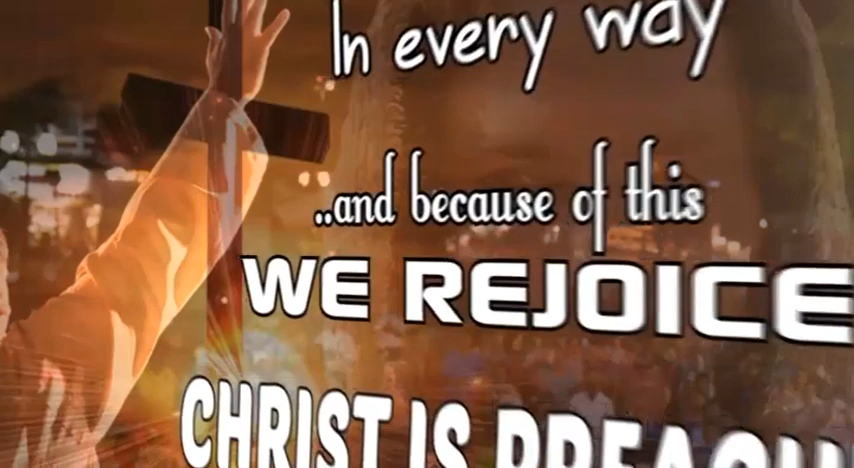 In every way
..and because of this
WE REJOICE
CHRIST IS